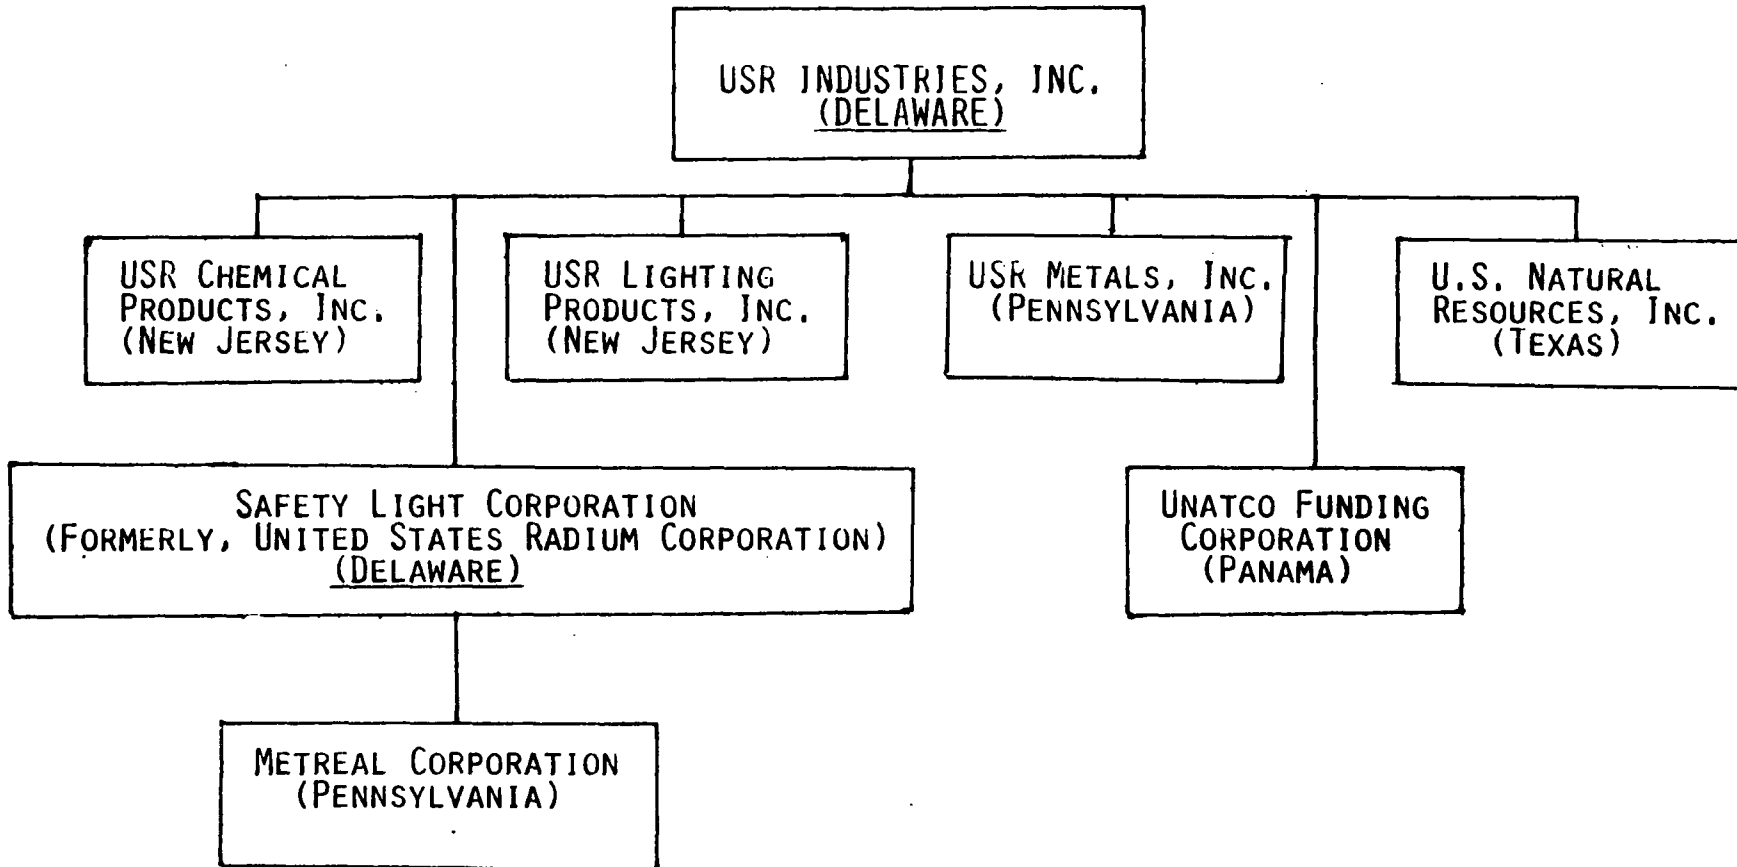 USR INDUSTRIES, INC.
(DELAWARE)
USR CHEMICAL
PRODUCTS, INC.
(NEW JERSEY)
USR LIGHTING
PRODUCTS, INC.
(NEW JERSEY)
USR METALS, INC.
(PENNSYLVANIA)
U.S. NATURAL
RESOURCES, INC.
(TEXAS)
SAFETY LIGHT CORPORATION
(FORMERLY, UNITED STATES RADIUM CORPORATION)
(DELAWARE)
UNATCO FUNDING
CORPORATION
(PANAMA)
METREAL CORPORATION
(PENNSYLVANIA)